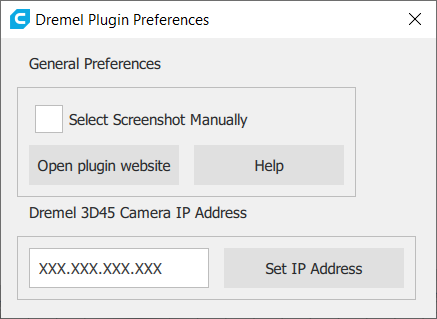 Dremel Plugin Preferences
General Preferences
Select Screenshot Manually
Open plugin website
Help
Dremel 3D45 Camera IP Address
XXX.XXX.XXX.XXX
Set IP Address